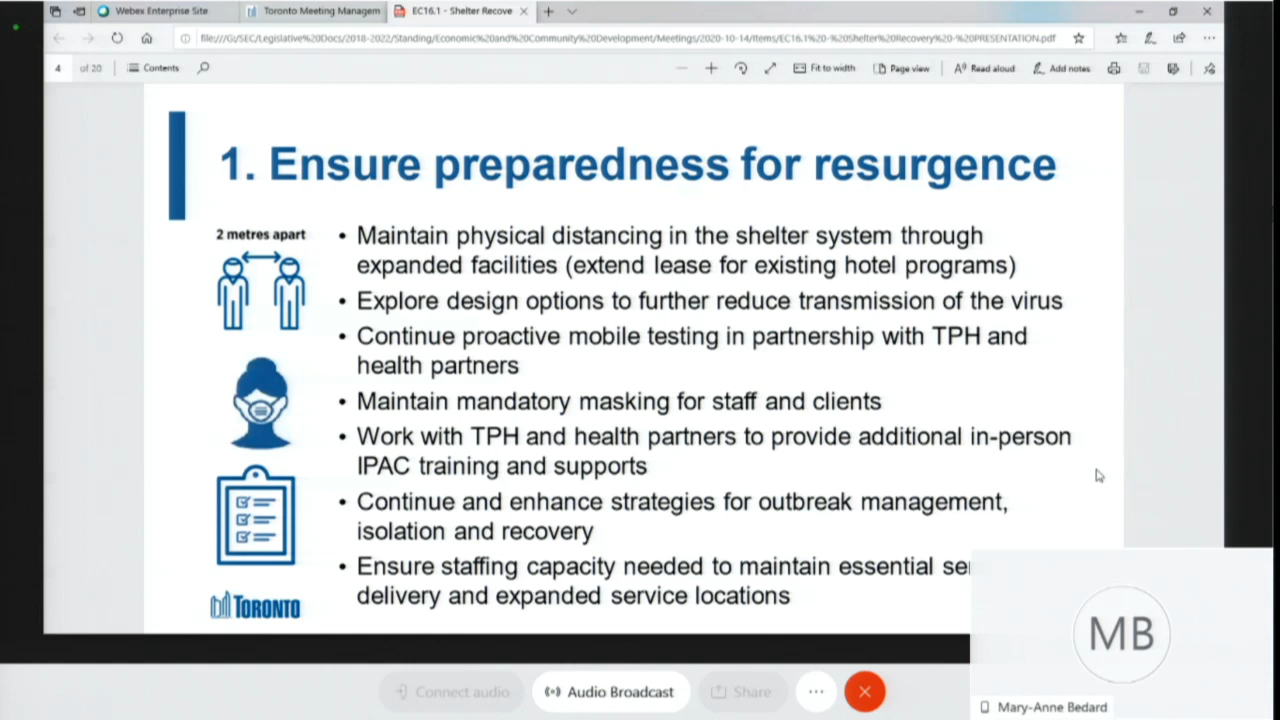 Webex Enterprise Site
Toronto Meeting Managem
EC16.1 - Shelter Recove
file:///G:/SEC/Legislative%20Docs/2018-2022/Standing/Economic%20and%20Community%20Development/Meetings/2020-10-14/Items/EC16.1%20-%20Shelter%20Recovery%20-%20PRESENTATION.pdf
4 of 20 Contents Fit to width Page view Read aloud Add notes
1. Ensure preparedness for resurgence
2 metres apart
• Maintain physical distancing in the shelter system through
expanded facilities (extend lease for existing hotel programs)
• Explore design options to further reduce transmission of the virus
• Continue proactive mobile testing in partnership with TPH and
health partners
• Maintain mandatory masking for staff and clients
• Work with TPH and health partners to provide additional in-person
IPAC training and supports
• Continue and enhance strategies for outbreak management,
isolation and recovery
• Ensure staffing capacity needed to maintain essential
delivery and expanded service locations
TORONTO
MB
Mary-Anne Bedard
Connect audio Audio Broadcast Share